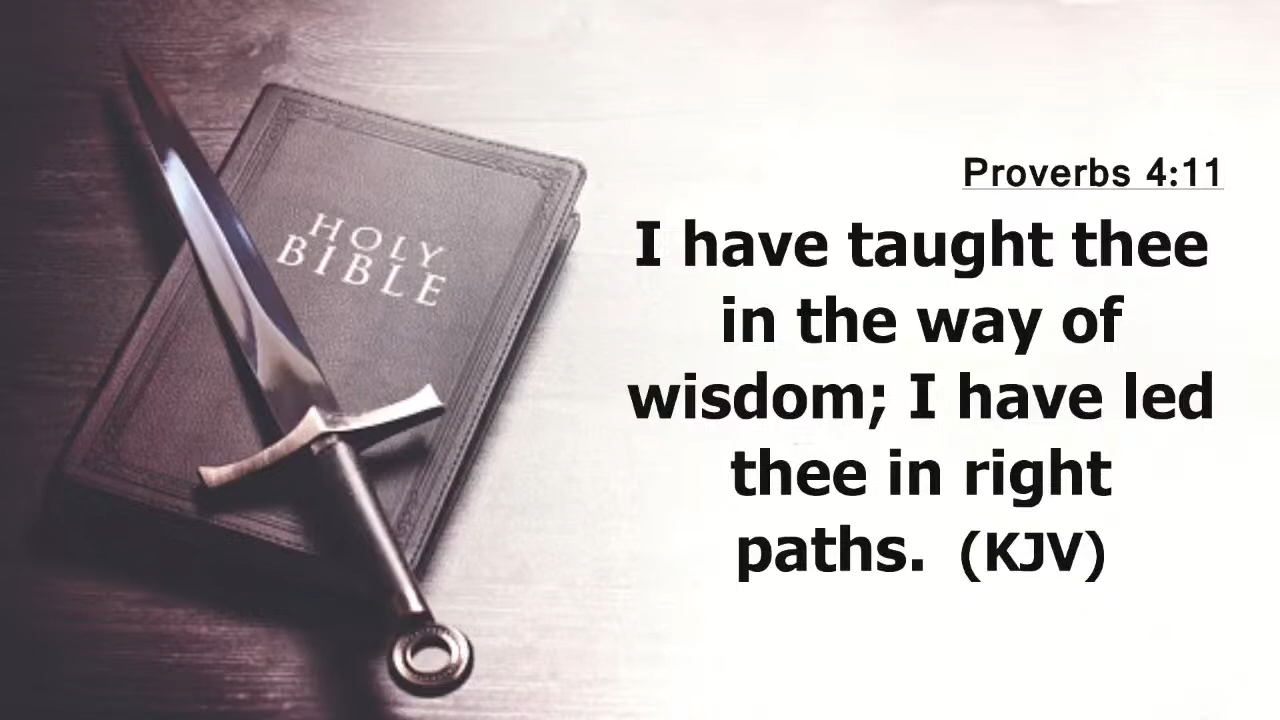 HOLY
BIBLE
Proverbs 4:11
I have taught thee
in the way of
wisdom; I have led
thee in right
paths. (KJV)